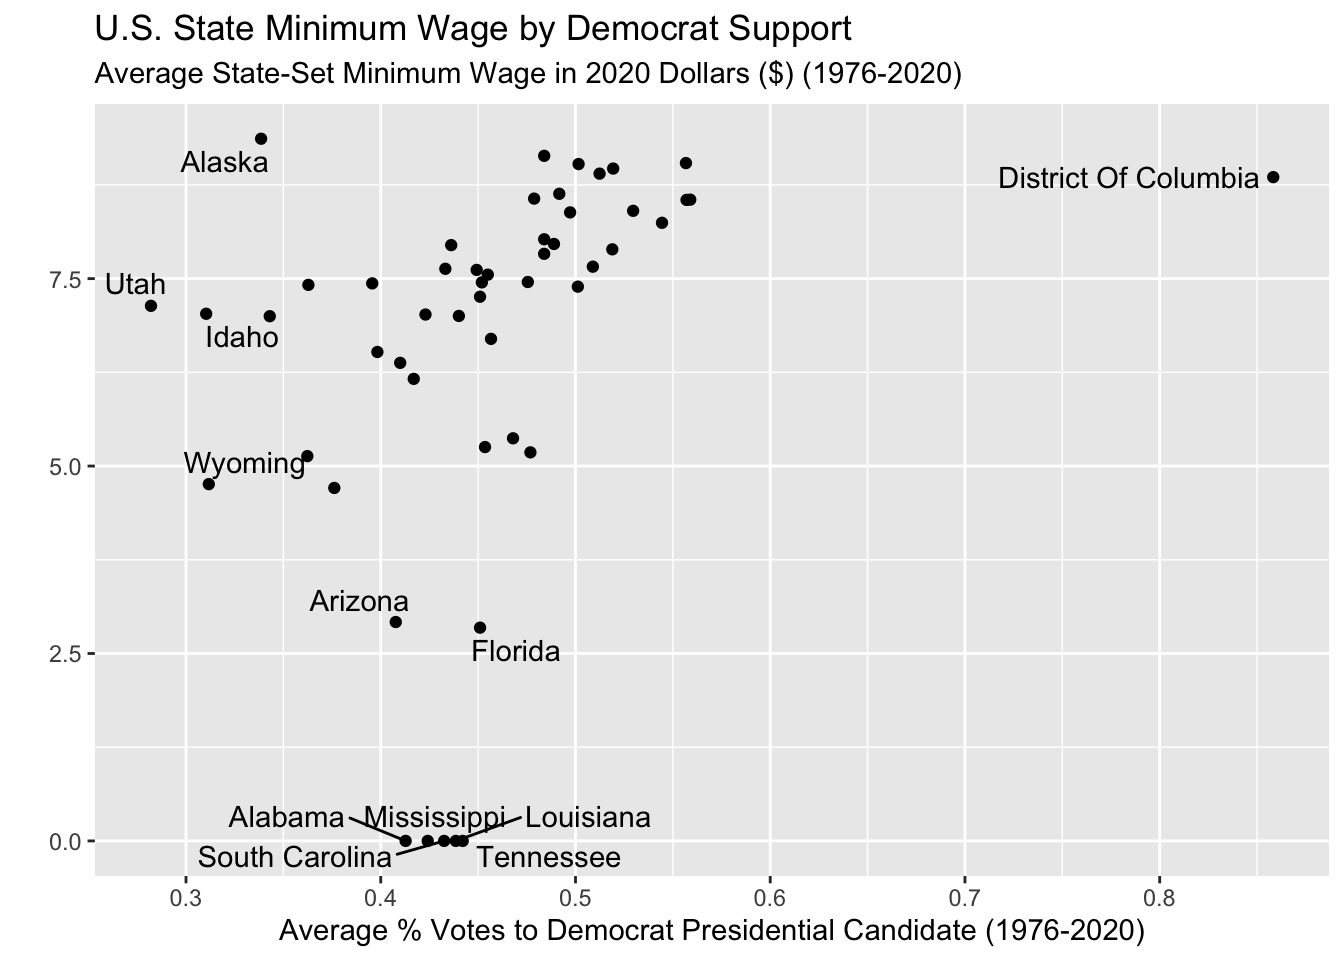 U.S. State Minimum Wage by Democrat Support
Average State-Set Minimum Wage in 2020 Dollars ($) (1976-2020)
Alaska
District Of Columbia
7.5
Utah
Idaho
5.0
Wyoming
Arizona
2.5
Florida
Alabama
Mississippi
Louisiana
0.0
South Carolina
Tennessee
0.3 0.4 0.5 0.6 0.7 0.8
Average % Votes to Democrat Presidential Candidate (1976-2020)